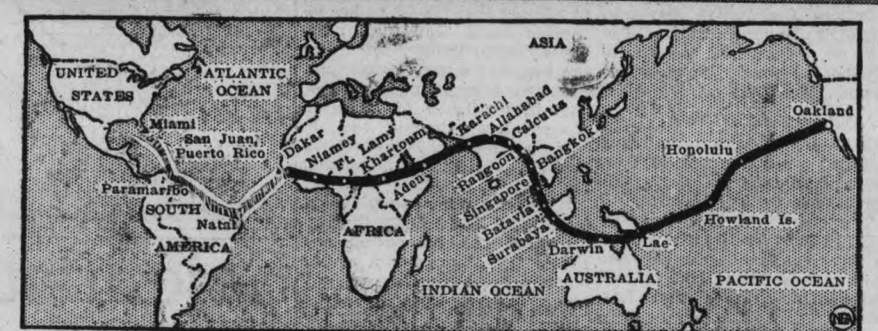 UNITED
STATES
ATLANTIC
OCEAN
ASIA
Miami
San Juan,
Puerto Rico
Dakar
Niamey
Ft. Lamy
Khartoum
Karachi
Allahabad
Calcutta
Oakland
Paramaribo
Aden
Rangoon
Bangkok
Honolulu
SOUTH
AMERICA
Natal
AFRICA
Singapore
Batavia
Surabaya
Howland Is.
Darwin
Lae
INDIAN OCEAN
AUSTRALIA
PACIFIC OCEAN
NEA